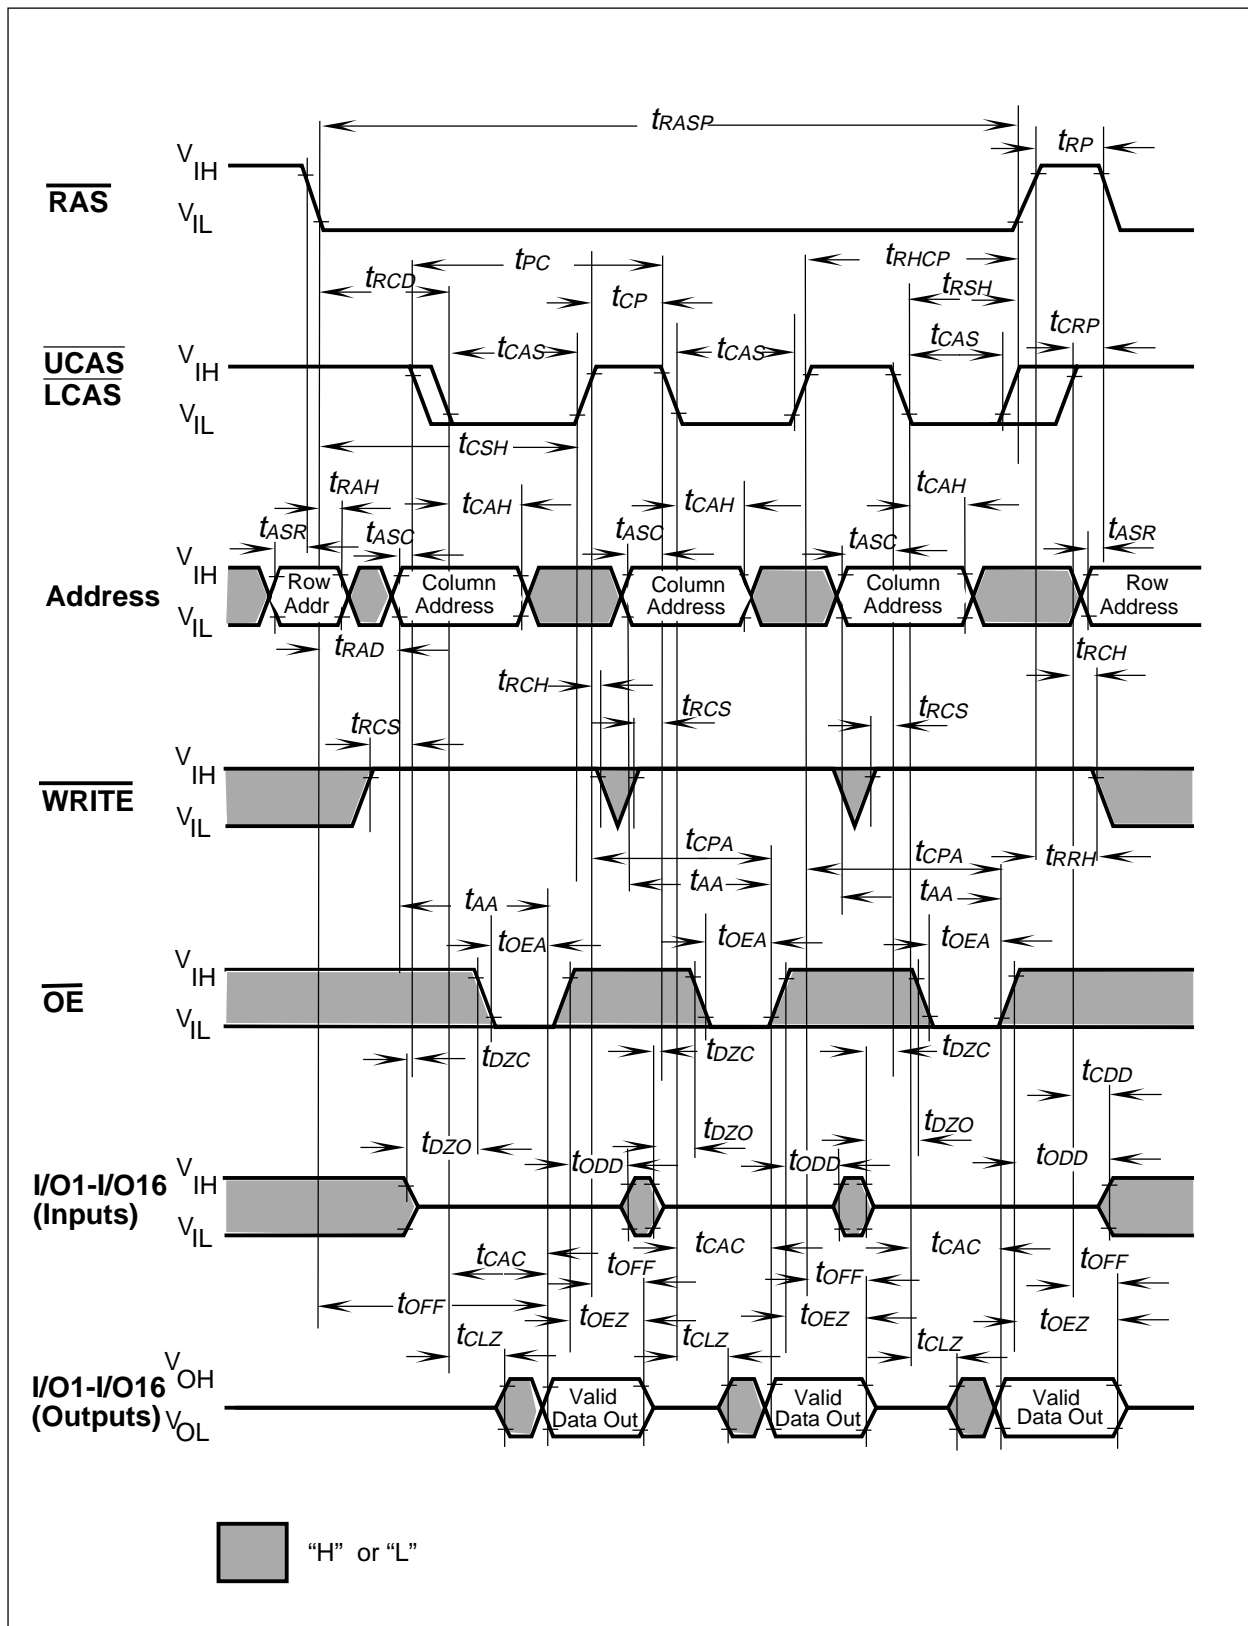 tRASP
tRP
VIH
RAS
VIL
tPC
tRHCP
tRCD
tCP
tRSH
tCRP
tCAS
tCAS
tCAS
UCAS
VIH
LCAS
VIL
tCSH
tRAH
tCAH
tCAH
tCAH
tASR
tASC
tASC
tASC
tASR
VIH
Address
VIL
Row
Addr
Column
Address
Column
Address
Column
Address
Row
Address
tRAD
tRCH
tRCH
tRCS
tRCS
tRCS
VIH
WRITE
VIL
tCPA
tCPA
tRRH
tAA
tAA
tAA
tOEA
tOEA
tOEA
VIH
OE
VIL
tDZC
tDZC
tDZC
tCDD
tDZO
tDZO
tDZO
tODD
tODD
tODD
I/O1-I/O16
(Inputs)
VIH
VIL
tCAC
tCAC
tCAC
tOFF
tOFF
tOFF
tOFF
tOEZ
tOEZ
tOEZ
tCLZ
tCLZ
tCLZ
VOH
I/O1-I/O16
(Outputs)
VOL
Valid
Data Out
Valid
Data Out
Valid
Data Out
“H” or “L”